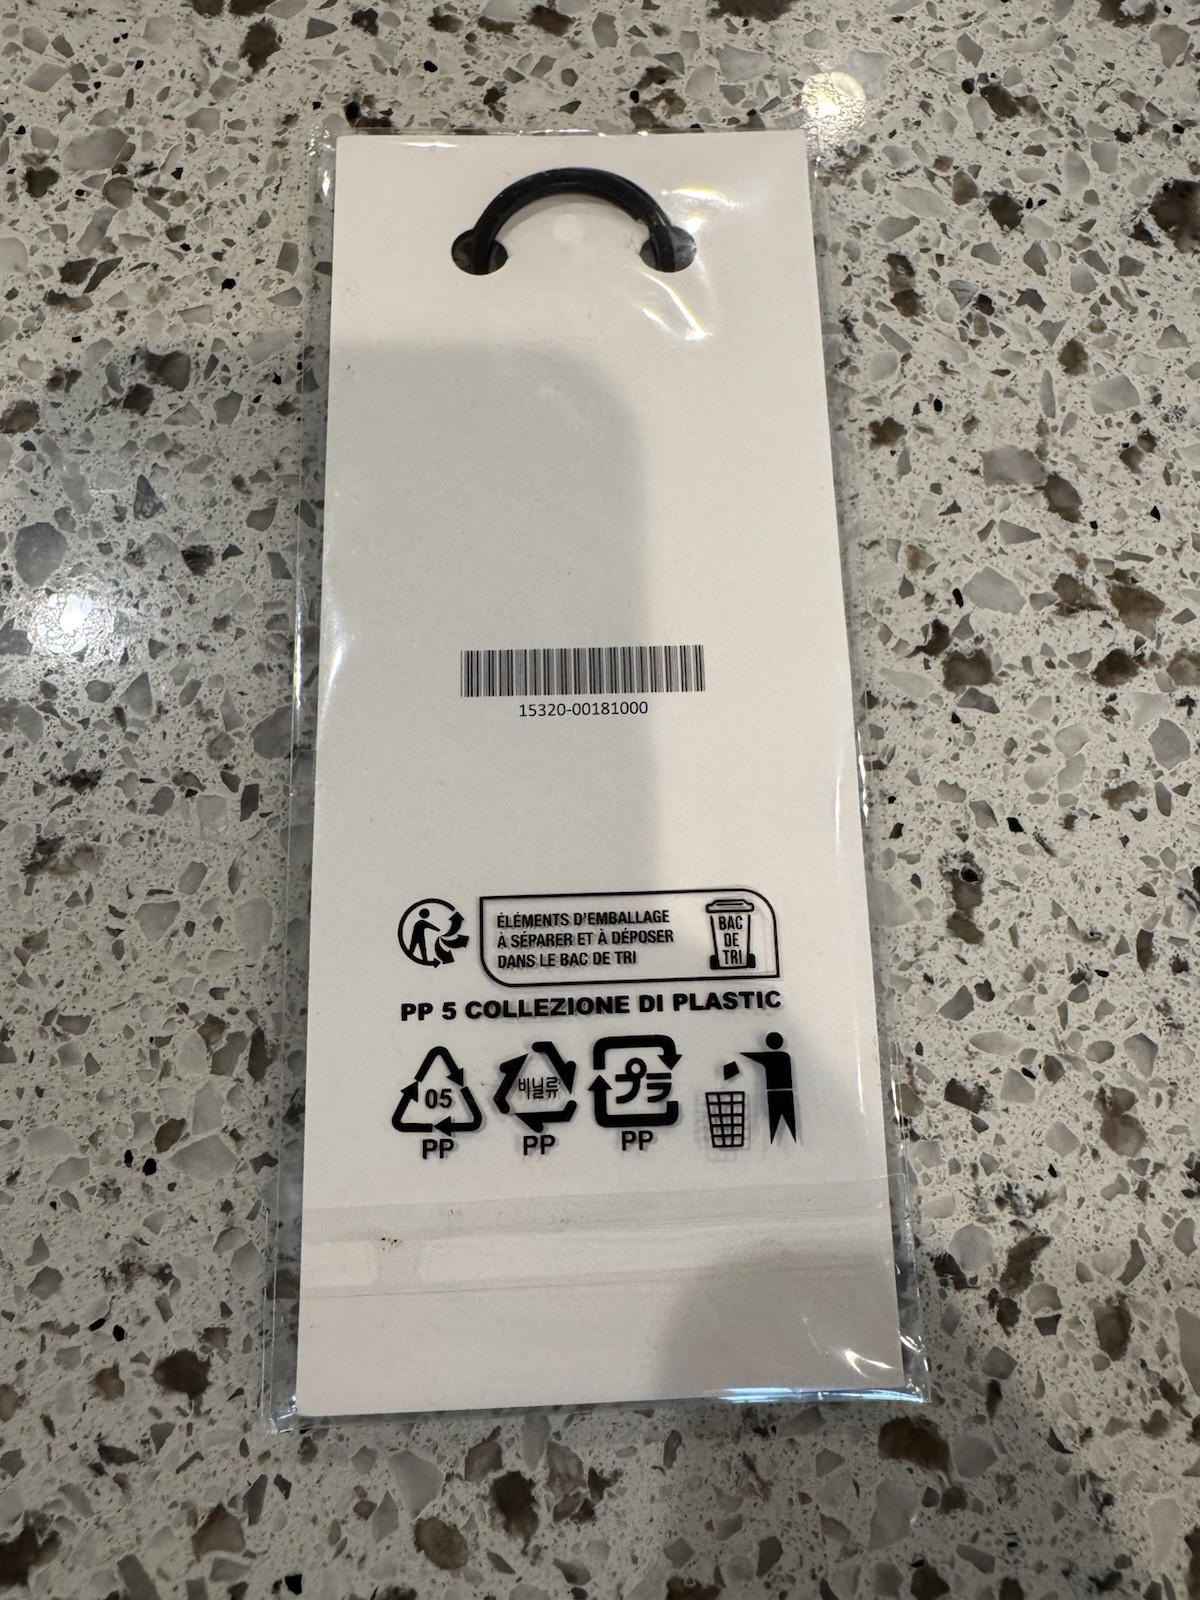 15320-00181000
ÉLÉMENTS D'EMBALLAGE
À SÉPARER ET À DÉPOSER
DANS LE BAC DE TRI
BAC
DE
TRI
PP 5 COLLEZIONE DI PLASTIC
05
비닐류
プラ
PP
PP
PP